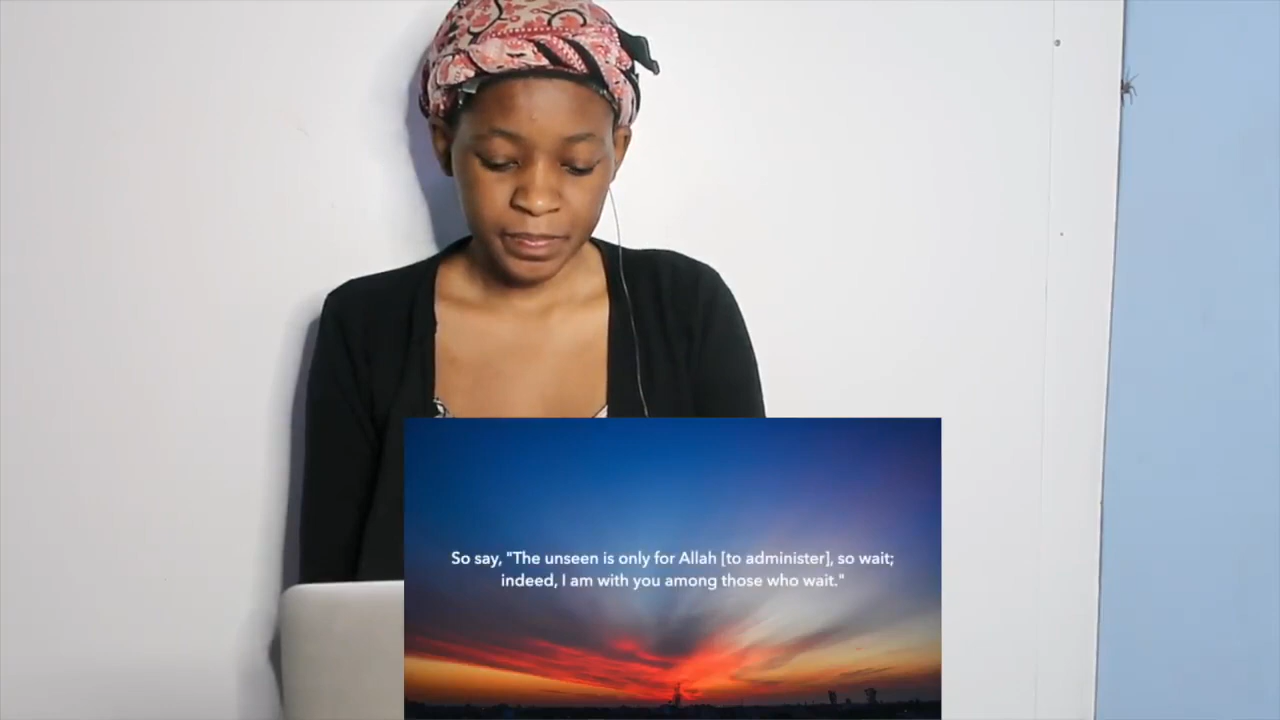 So say, "The unseen is only for Allah [to administer], so wait;
indeed, I am with you among those who wait."